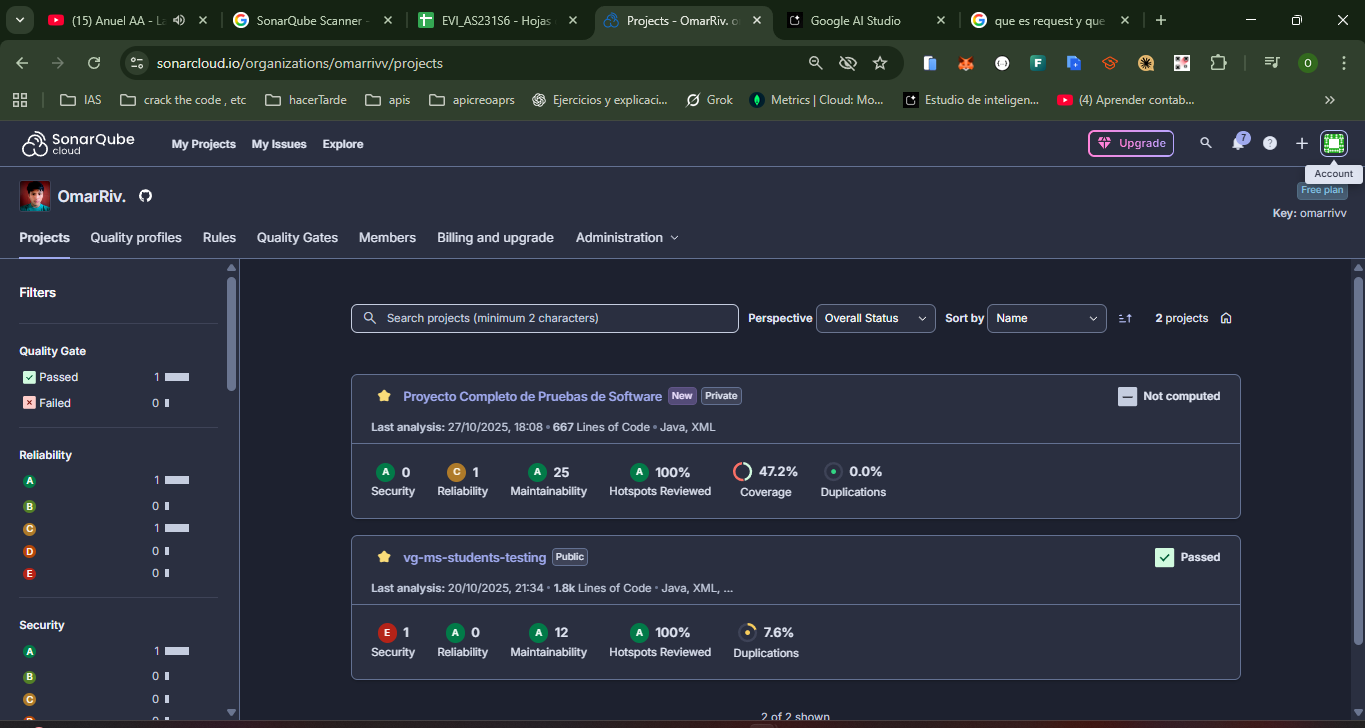 (15) Anuel AA - La
SonarQube Scanner -
EVI_AS231S6 - Hojas
Projects - OmarRiv. o
Google AI Studio
que es request y que
sonarcloud.io/organizations/omarrivv/projects
O
IAS
crack the code , etc
hacerTarde
apis
apicreoaprs
Ejercicios y explicaci...
Grok
Metrics | Cloud: Mo...
Estudio de inteligen...
(4) Aprender contab...
SonarQube
cloud
My Projects
My Issues
Explore
Upgrade
7
Account
OmarRiv.
Free plan
Key: omarrivv
Projects
Quality profiles
Rules
Quality Gates
Members
Billing and upgrade
Administration
Filters
Quality Gate
Passed 1
Failed 0
Reliability
A 1
B 0
C 1
D 0
E 0
Security
A 1
B 0
C 0
Search projects (minimum 2 characters)
Perspective
Overall Status
Sort by
Name
2 projects
Proyecto Completo de Pruebas de Software
New
Private
Not computed
Last analysis: 27/10/2025, 18:08 • 667 Lines of Code • Java, XML
A 0
Security
C 1
Reliability
A 25
Maintainability
A 100%
Hotspots Reviewed
47.2%
Coverage
0.0%
Duplications
vg-ms-students-testing
Public
Passed
Last analysis: 20/10/2025, 21:34 • 1.8k Lines of Code • Java, XML, ...
E 1
Security
A 0
Reliability
A 12
Maintainability
A 100%
Hotspots Reviewed
7.6%
Duplications
2 of 2 shown